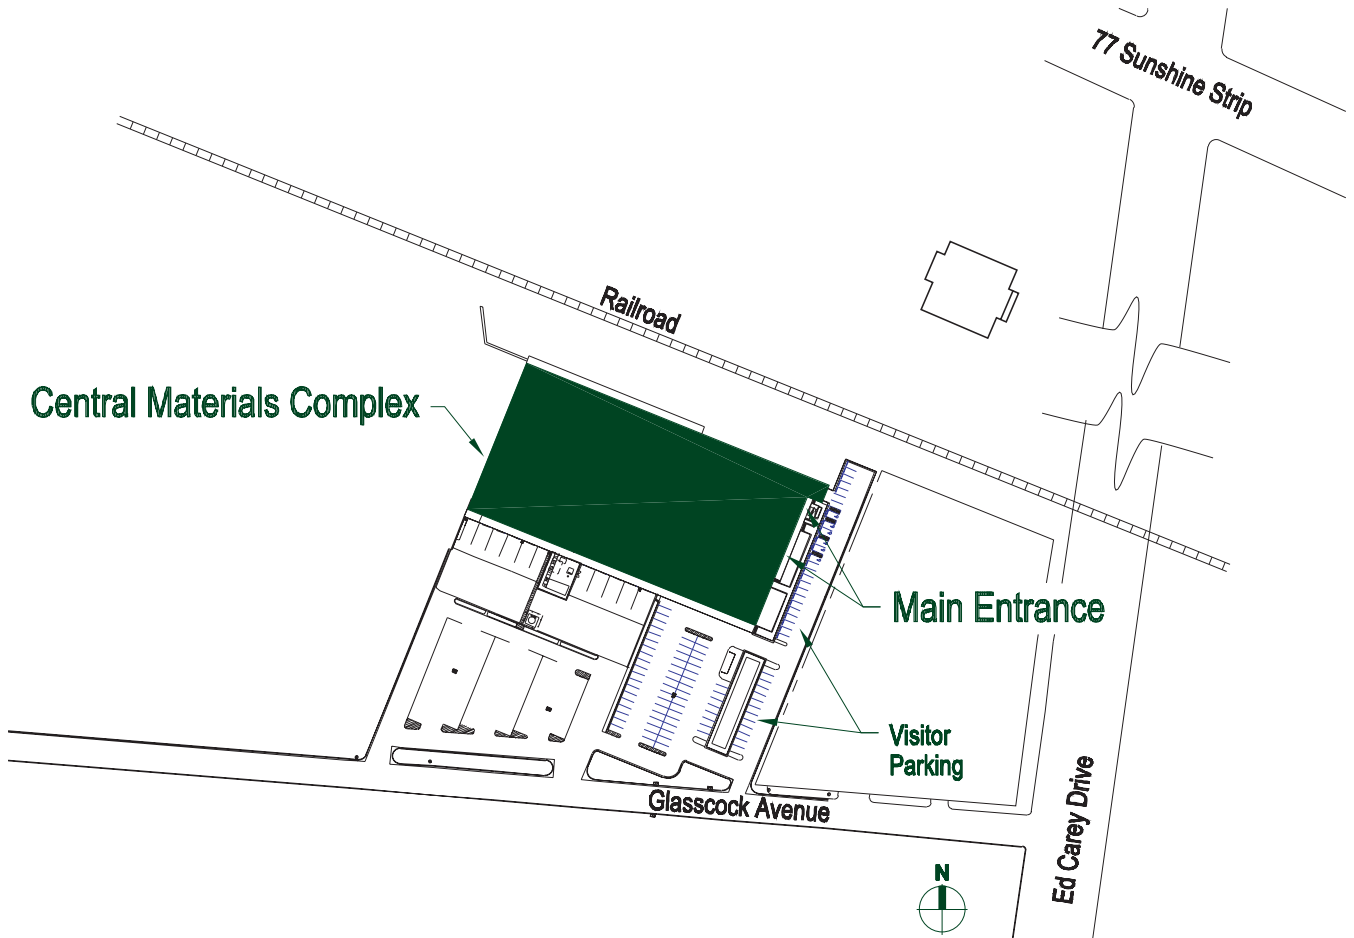 77 Sunshine Strip
Railroad
Central Materials Complex
Main Entrance
Visitor
Parking
Glasscock Avenue
Ed Carey Drive
N